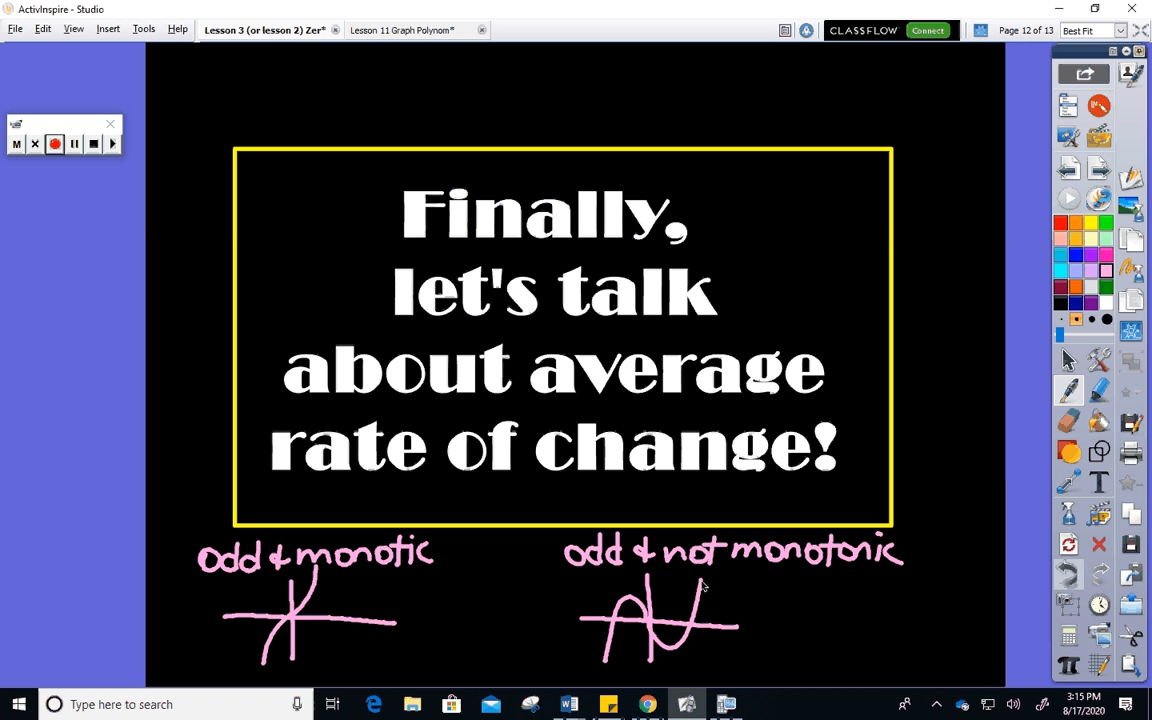 ActivInspire - Studio
File Edit View Insert Tools Help
Lesson 3 (or lesson 2) Zer*
Lesson 11 Graph Polynom*
CLASSFLOW Connect
Page 12 of 13
Best Fit
M
Finally,
let's talk
about average
rate of change!
odd & monotic
odd & not monotonic
Type here to search
3:15 PM
8/17/2020